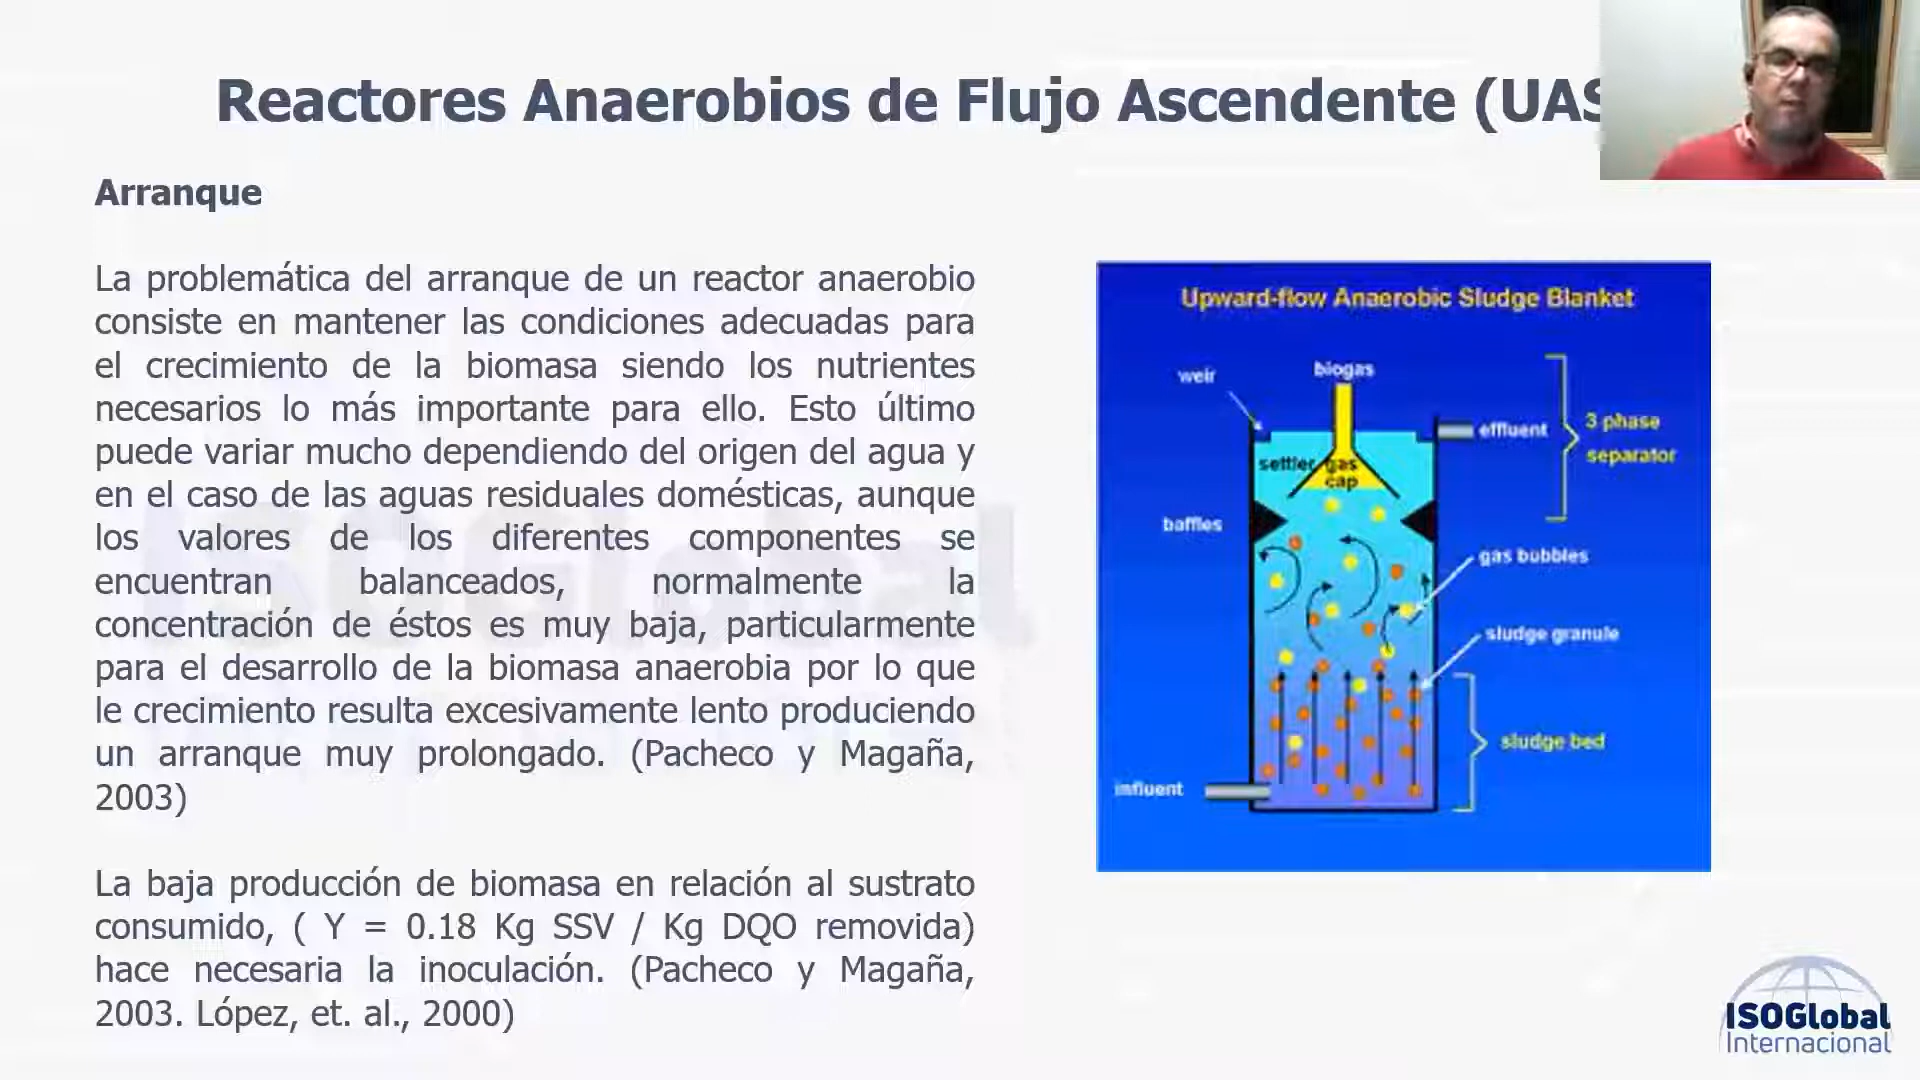 Reactores Anaerobios de Flujo Ascendente (UAS
Arranque
La problemática del arranque de un reactor anaerobio
consiste en mantener las condiciones adecuadas para
el crecimiento de la biomasa siendo los nutrientes
necesarios lo más importante para ello. Esto último
puede variar mucho dependiendo del origen del agua y
en el caso de las aguas residuales domésticas, aunque
los valores de los diferentes componentes se
encuentran balanceados, normalmente la
concentración de éstos es muy baja, particularmente
para el desarrollo de la biomasa anaerobia por lo que
le crecimiento resulta excesivamente lento produciendo
un arranque muy prolongado. (Pacheco y Magaña,
2003)
La baja producción de biomasa en relación al sustrato
consumido, ( Y = 0.18 Kg SSV / Kg DQO removida)
hace necesaria la inoculación. (Pacheco y Magaña,
2003. López, et. al., 2000)
Upward-flow Anaerobic Sludge Blanket
weir
biogas
effluent
3 phase
separator
settler
gas
cap
baffles
gas bubbles
sludge granule
sludge bed
influent
ISOGlobal
Internacional
ISOGlobal